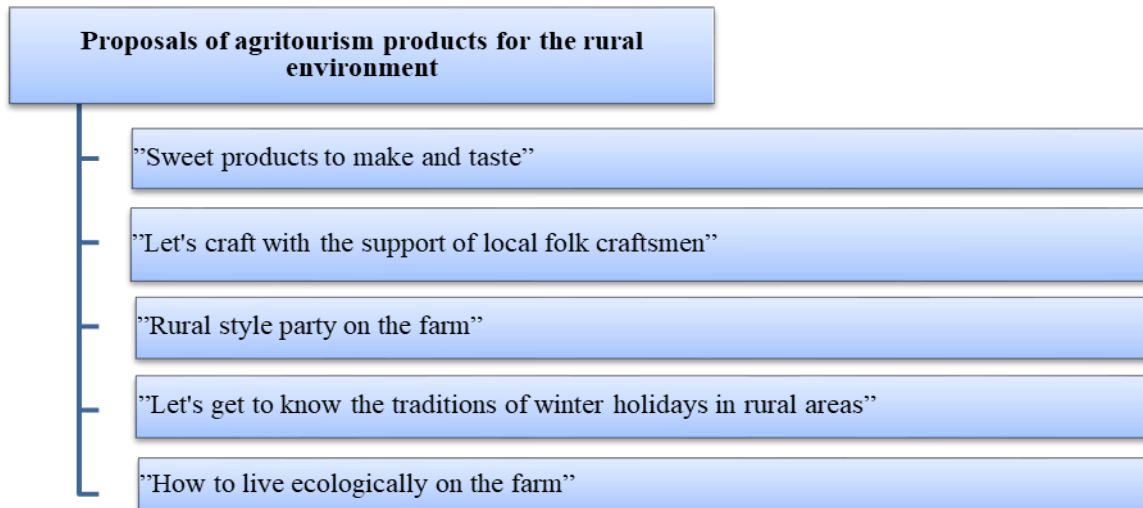 Proposals of agritourism products for the rural
environment
”Sweet products to make and taste”
”Let's craft with the support of local folk craftsmen”
”Rural style party on the farm”
”Let's get to know the traditions of winter holidays in rural areas”
”How to live ecologically on the farm”